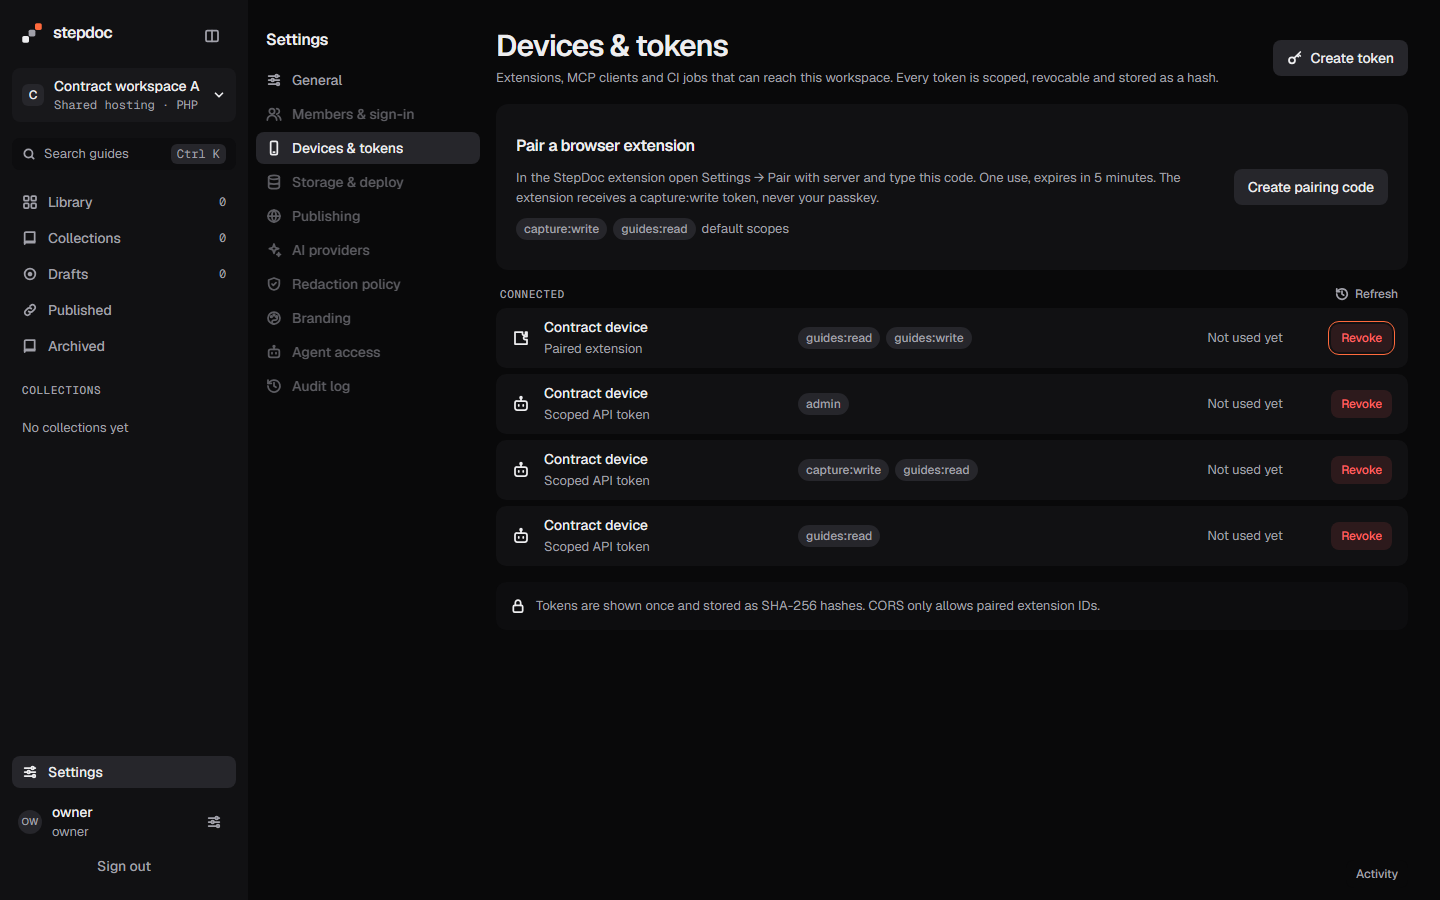 stepdoc
C
Contract workspace A
Shared hosting · PHP
Search guides
Ctrl K
Library
0
Collections
0
Drafts
0
Published
Archived
COLLECTIONS
No collections yet
Settings
OW
owner
owner
Sign out
Settings
General
Members & sign-in
Devices & tokens
Storage & deploy
Publishing
AI providers
Redaction policy
Branding
Agent access
Audit log
Devices & tokens
Extensions, MCP clients and CI jobs that can reach this workspace. Every token is scoped, revocable and stored as a hash.
Create token
Pair a browser extension
In the StepDoc extension open Settings → Pair with server and type this code. One use, expires in 5 minutes. The
extension receives a capture:write token, never your passkey.
capture:write guides:read default scopes
Create pairing code
CONNECTED
Refresh
Contract device
Paired extension
guides:read guides:write
Not used yet
Revoke
Contract device
Scoped API token
admin
Not used yet
Revoke
Contract device
Scoped API token
capture:write guides:read
Not used yet
Revoke
Contract device
Scoped API token
guides:read
Not used yet
Revoke
Tokens are shown once and stored as SHA-256 hashes. CORS only allows paired extension IDs.
Activity